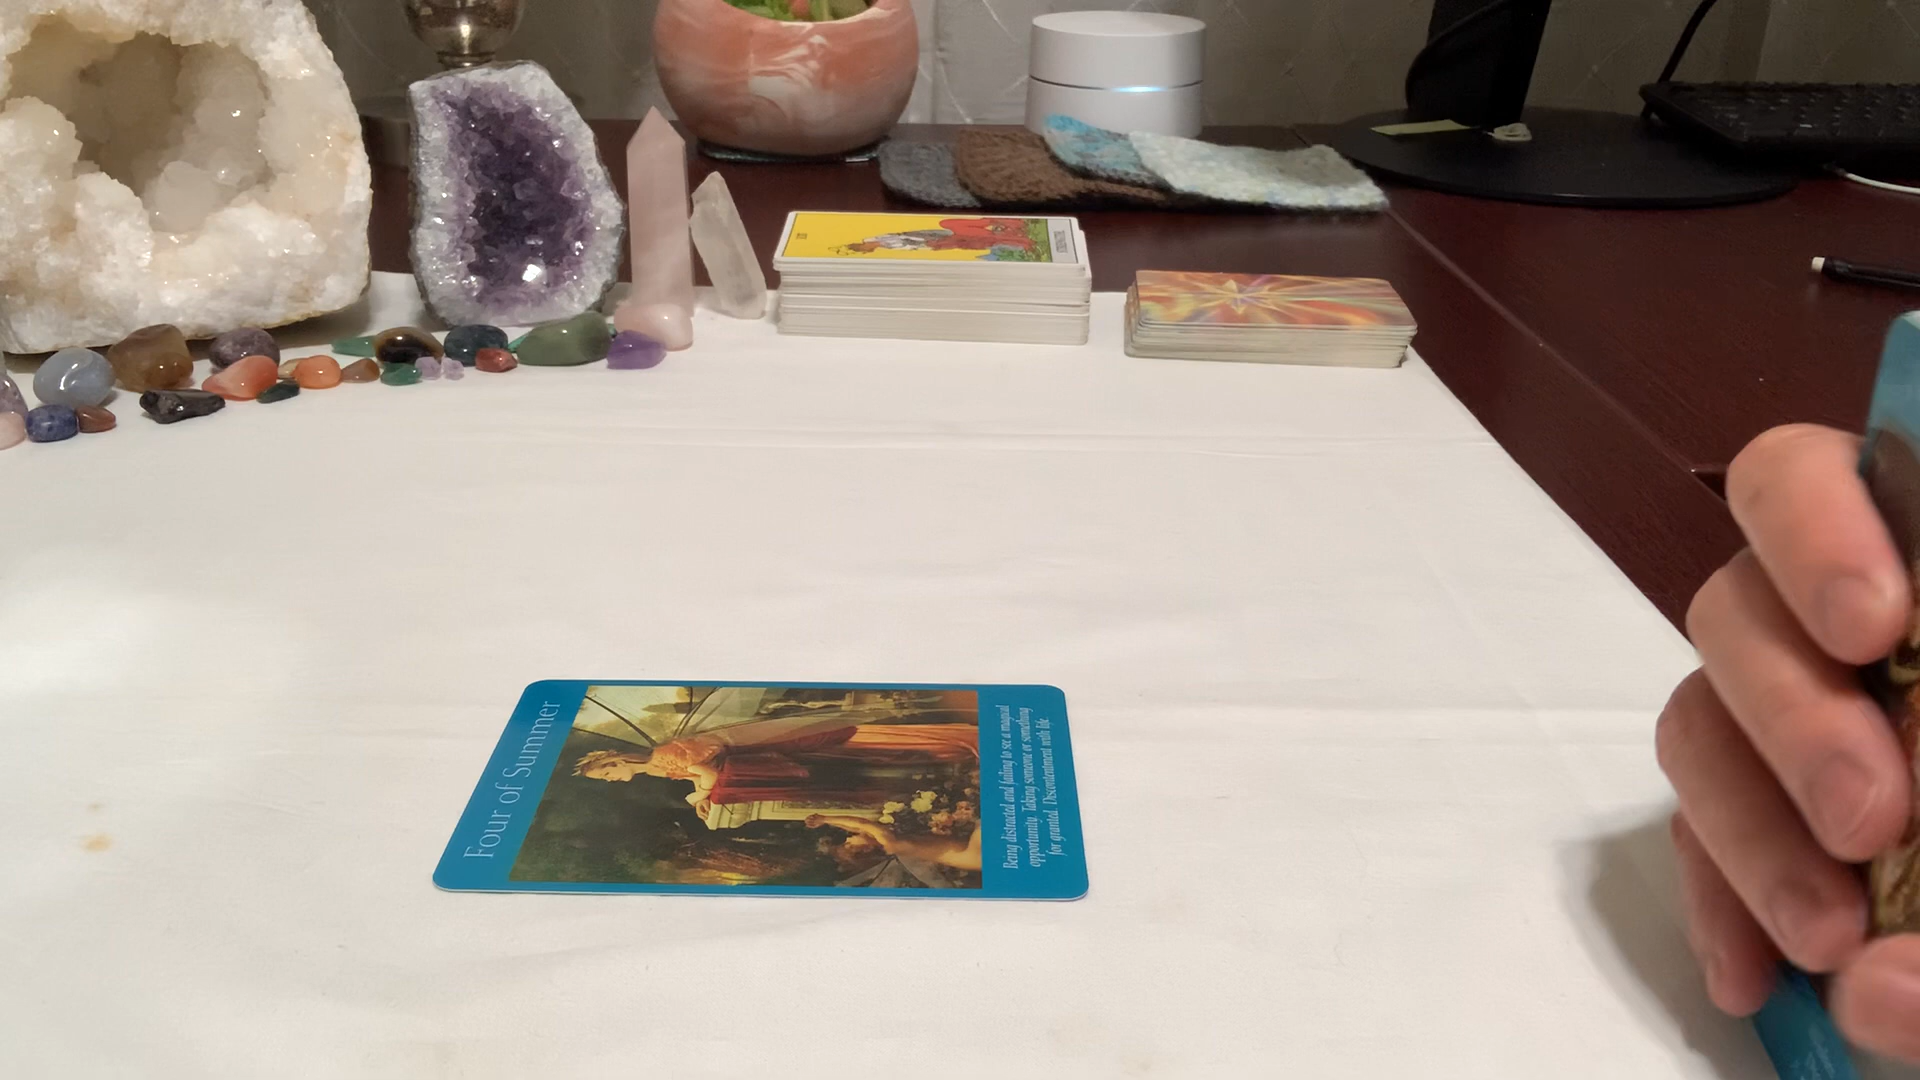 Four of Summer
Being distracted and failing to see a magical
opportunity. Taking someone or something
for granted. Discontentment with life.